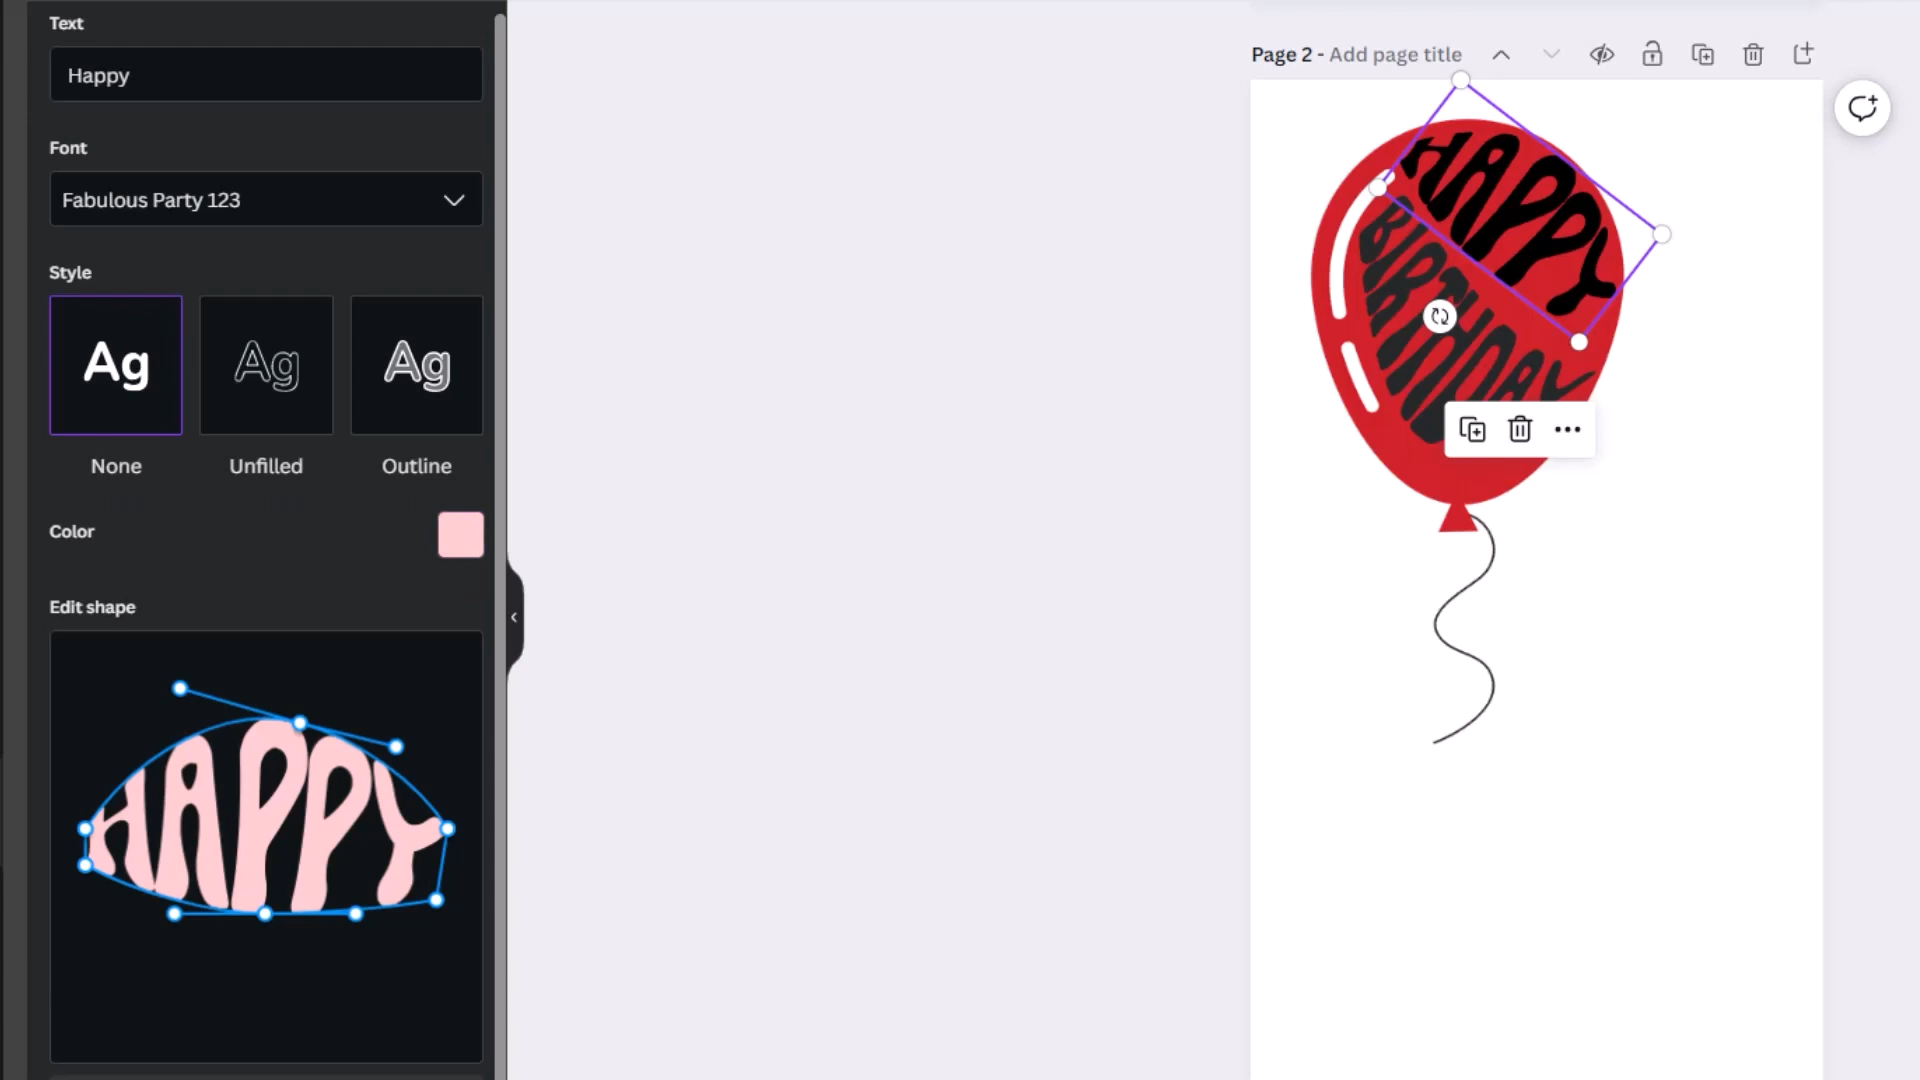 Text
Happy
Font
Fabulous Party 123
Style
Ag Ag Ag
None Unfilled Outline
Color
Edit shape
HAPPY
Page 2 - Add page title
HAPPY
BIRTHDAY